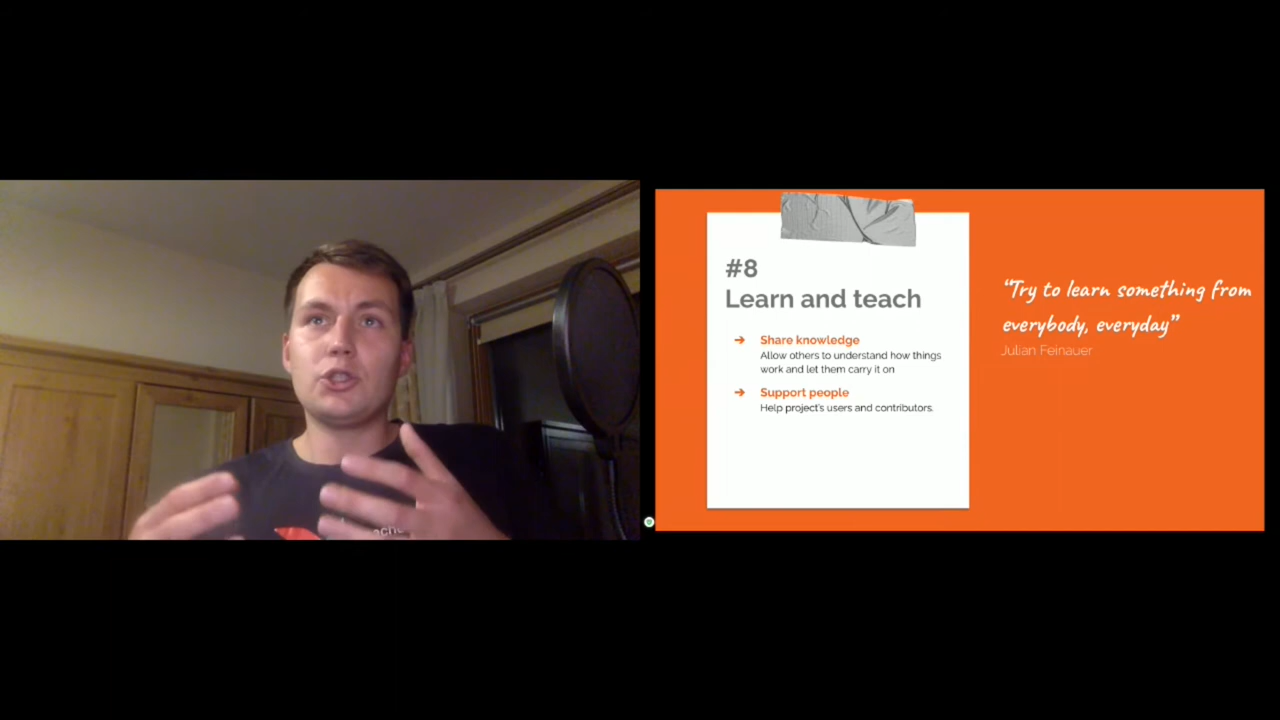 #8
Learn and teach
➔ Share knowledge
Allow others to understand how things
work and let them carry it on
➔ Support people
Help project's users and contributors.
“Try to learn something from
everybody, everyday”
Julian Feinauer